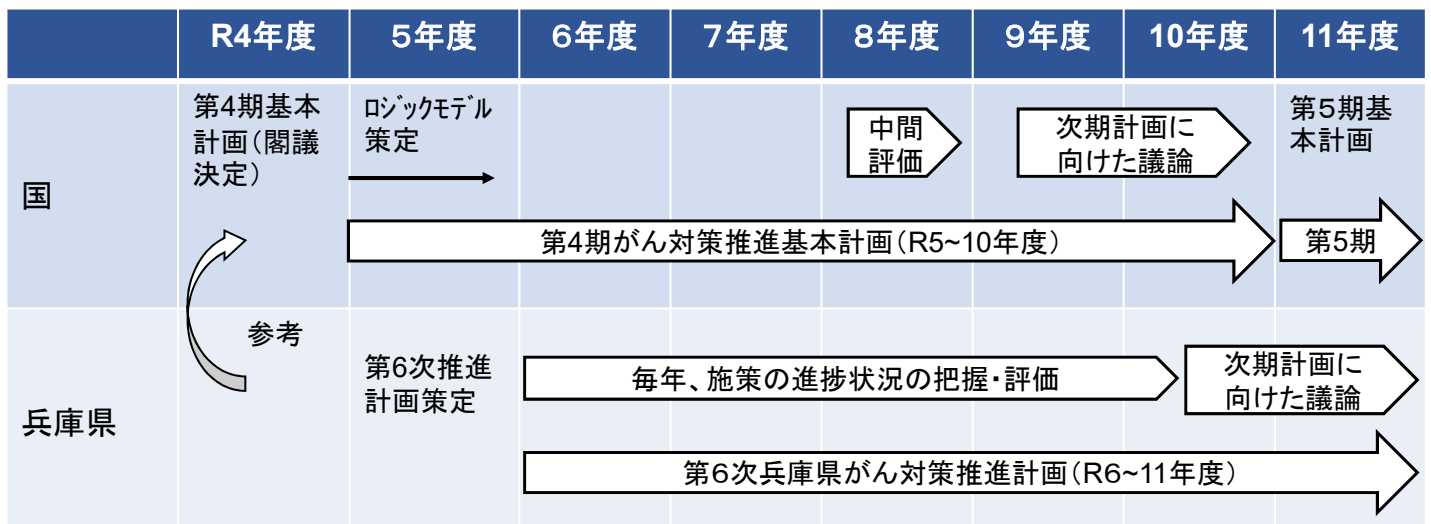 R4年度 5年度 6年度 7年度 8年度 9年度 10年度 11年度
国
第4期基本
計画(閣議
決定)
ﾛｼﾞｯｸﾓﾃﾞﾙ
策定
中間
評価
次期計画に
向けた議論
第5期基
本計画
第4期がん対策推進基本計画(R5~10年度)
第5期
参考
兵庫県
第6次推進
計画策定
毎年、施策の進捗状況の把握・評価
次期計画に
向けた議論
第6次兵庫県がん対策推進計画(R6~11年度)